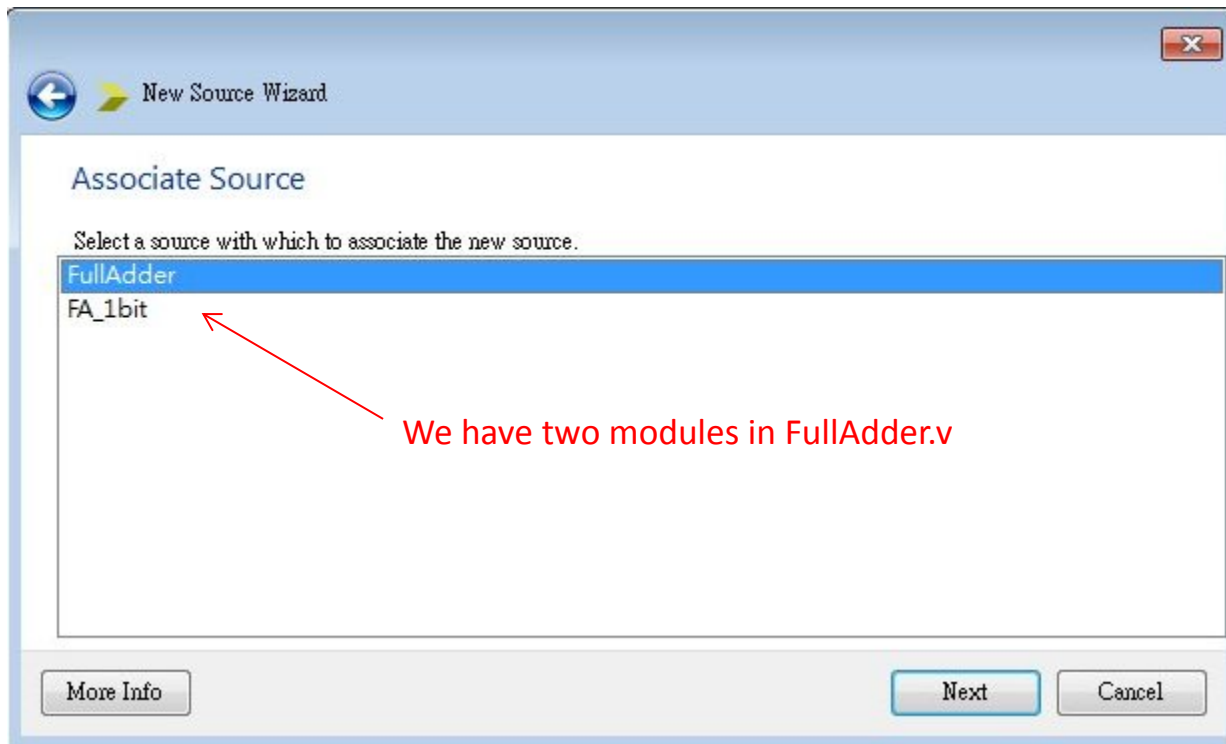 New Source Wizard
Associate Source
Select a source with which to associate the new source.
FullAdder
FA_1bit
We have two modules in FullAdder.v
More Info
Next
Cancel